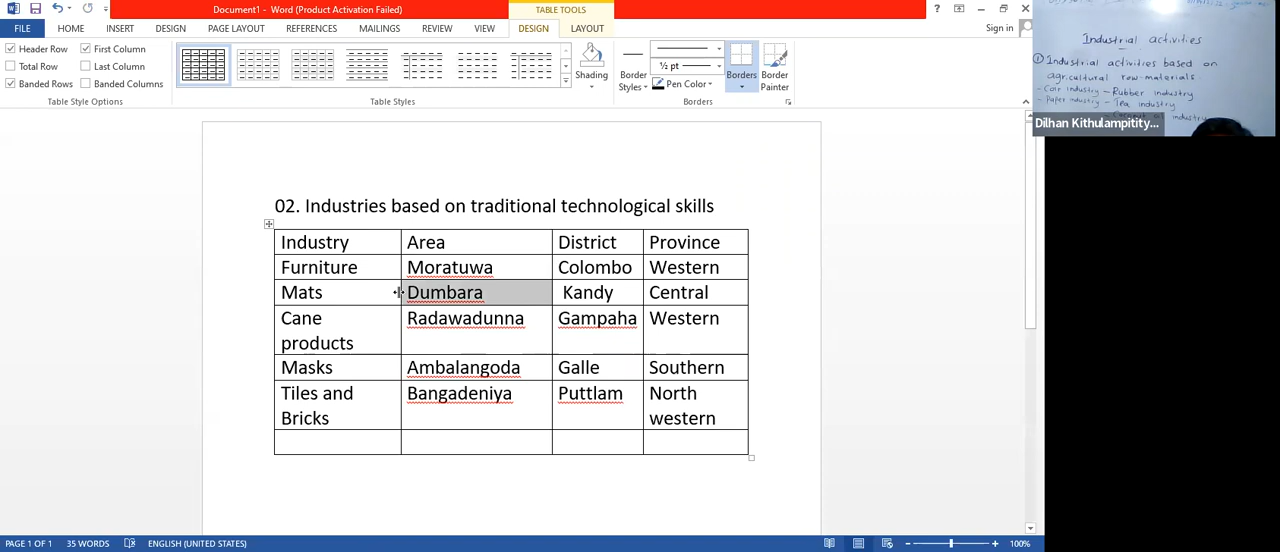 Document1 - Word (Product Activation Failed)
TABLE TOOLS
FILE HOME INSERT DESIGN PAGE LAYOUT REFERENCES MAILINGS REVIEW VIEW DESIGN LAYOUT
Sign in
Header Row First Column
Total Row Last Column
Banded Rows Banded Columns
Table Style Options
Table Styles
Shading
Border Styles
½ pt
Pen Color
Borders
Border Painter
Borders
02. Industries based on traditional technological skills
Industry Area District Province
Furniture Moratuwa Colombo Western
Mats Dumbara Kandy Central
Cane products Radawadunna Gampaha Western
Masks Ambalangoda Galle Southern
Tiles and Bricks Bangadeniya Puttlam North western
PAGE 1 OF 1 35 WORDS ENGLISH (UNITED STATES) 100%
Industrial activities
① Industrial activities based on
agricultural row materials
- Coir industry - Rubber industry
- Paper industry - Tea industry
industry
Dilhan Kithulampitity...